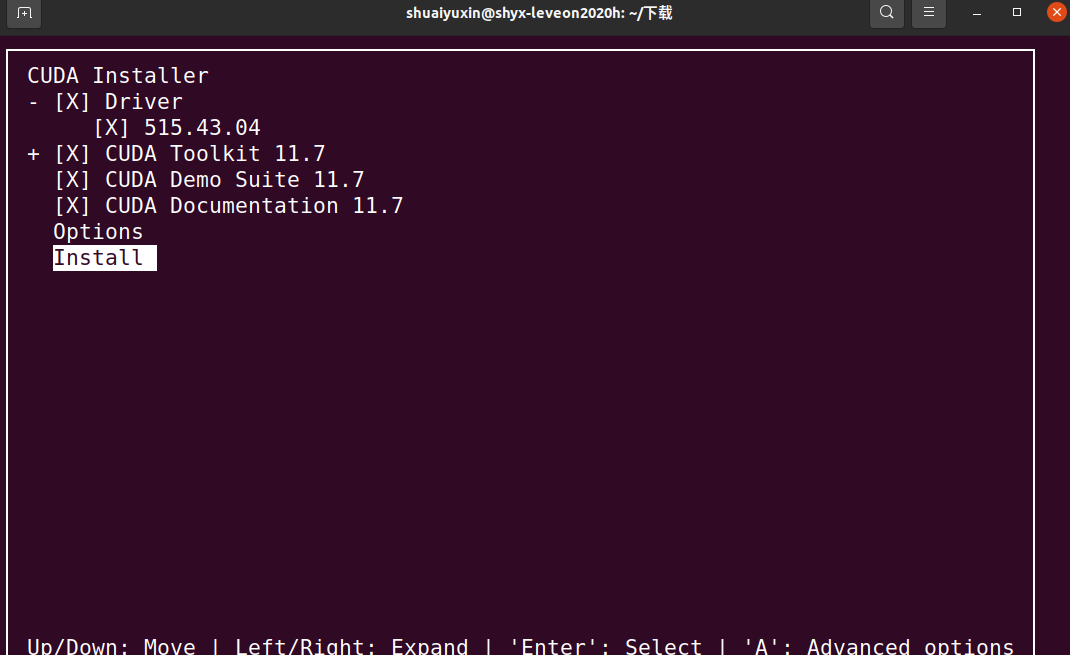 shuaiyuxin@shyx-leveon2020h: ~/下载
CUDA Installer
- [X] Driver
[X] 515.43.04
+ [X] CUDA Toolkit 11.7
[X] CUDA Demo Suite 11.7
[X] CUDA Documentation 11.7
Options
Install
Up/Down: Move | Left/Right: Expand | 'Enter': Select | 'A': Advanced options